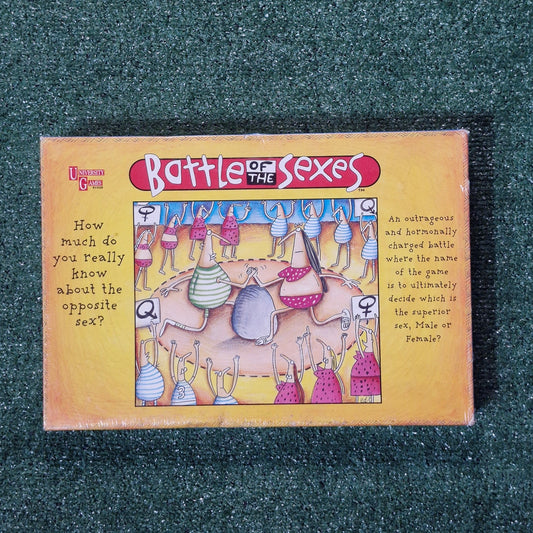 Battle OF THE Sexes™
UNIVERSITY
GAMES
How
much do
you really
know
about the
opposite
sex?
An outrageous
and hormonally
charged battle
where the name
of the game
is to ultimately
decide which is
the superior
sex, Male or
Female?